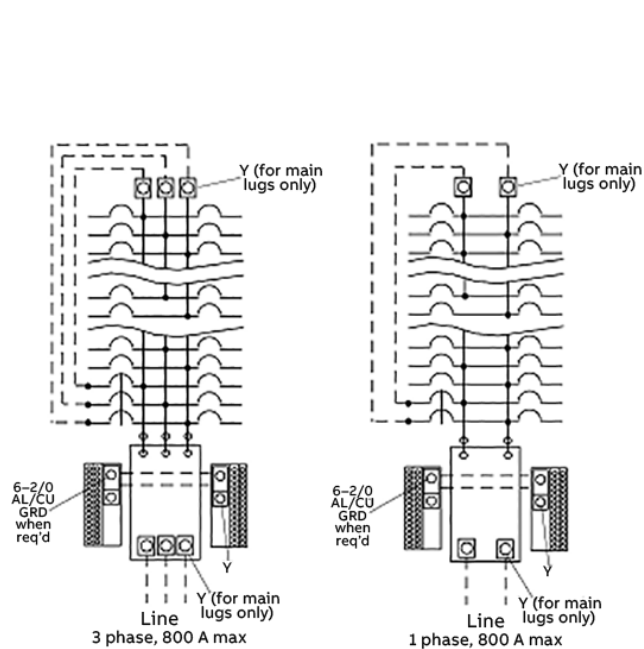 Y (for main
lugs only)
6–2/0
AL/CU
GRD
when
req'd
Y
Y (for main
lugs only)
Line
3 phase, 800 A max
Y (for main
lugs only)
6–2/0
AL/CU
GRD
when
req'd
Y
Y (for main
lugs only)
Line
1 phase, 800 A max